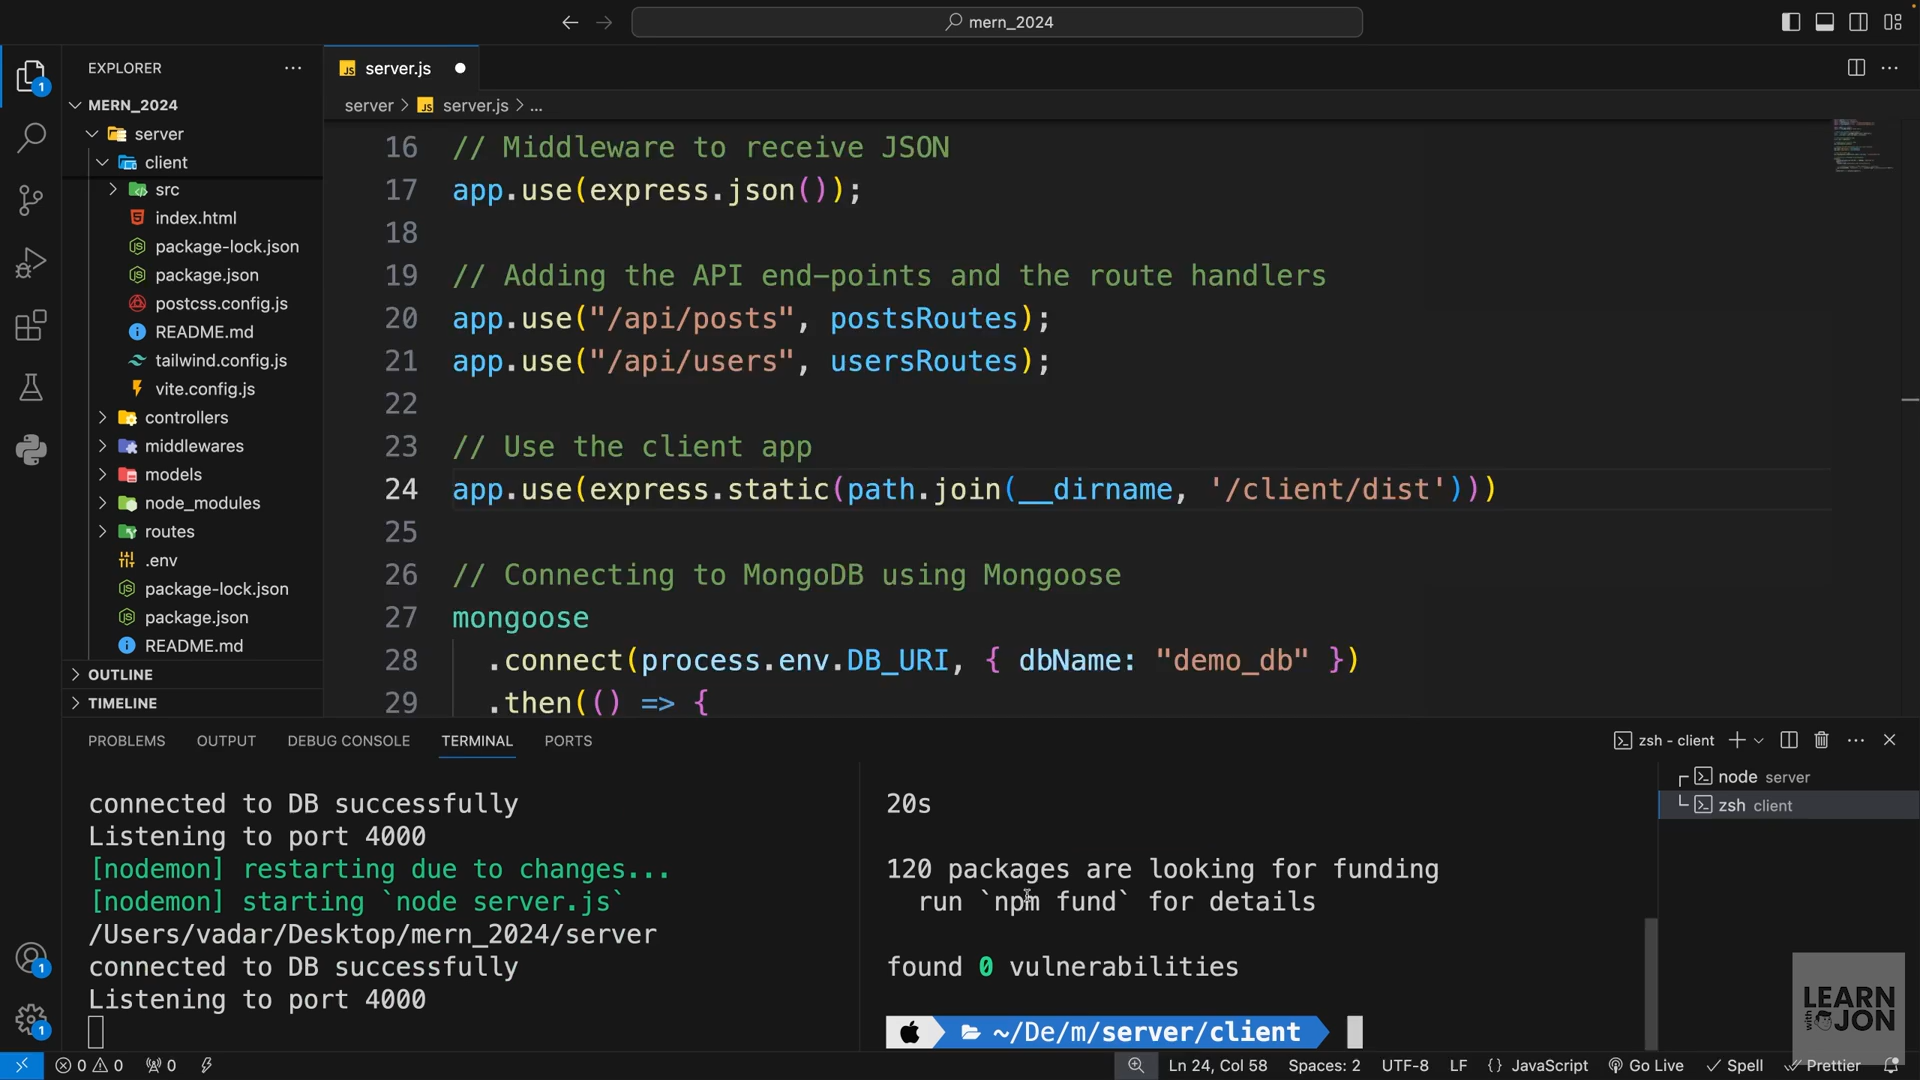 mern_2024
EXPLORER
server.js
server > server.js > ...
MERN_2024
server
client
src
index.html
package-lock.json
package.json
postcss.config.js
README.md
tailwind.config.js
vite.config.js
controllers
middlewares
models
node_modules
routes
.env
package-lock.json
package.json
README.md
OUTLINE
TIMELINE
16 // Middleware to receive JSON
17 app.use(express.json());
18
19 // Adding the API end-points and the route handlers
20 app.use("/api/posts", postsRoutes);
21 app.use("/api/users", usersRoutes);
22
23 // Use the client app
24 app.use(express.static(path.join(__dirname, '/client/dist')))
25
26 // Connecting to MongoDB using Mongoose
27 mongoose
28 .connect(process.env.DB_URI, { dbName: "demo_db" })
29 .then(() => {
PROBLEMS OUTPUT DEBUG CONSOLE TERMINAL PORTS
zsh - client
node server
zsh client
connected to DB successfully
Listening to port 4000
[nodemon] restarting due to changes...
[nodemon] starting `node server.js`
/Users/vadar/Desktop/mern_2024/server
connected to DB successfully
Listening to port 4000
20s
120 packages are looking for funding
run `npm fund` for details
found 0 vulnerabilities
~/De/m/server/client
LEARN
with JON
0 0 0 Ln 24, Col 58 Spaces: 2 UTF-8 LF {} JavaScript Go Live Spell Prettier